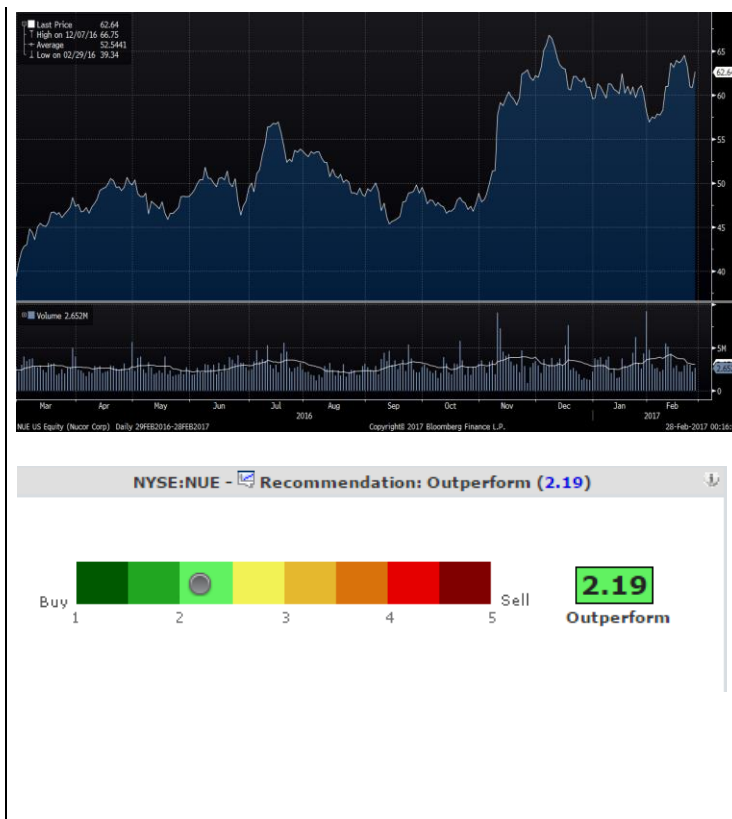 Last Price 62.64
High on 12/07/16 66.75
Average 52.5441
Low on 02/29/16 39.34
65
62.64
60
55
50
45
40
Volume 2.652M
5M
0
Mar Apr May Jun Jul Aug Sep Oct Nov Dec Jan Feb
2016 2017
NUE US Equity (Nucor Corp) Daily 29FEB2016-28FEB2017 Copyright© 2017 Bloomberg Finance L.P. 28-Feb-2017 00:16:
NYSE:NUE - Recommendation: Outperform (2.19)
Buy Sell 2.19
1 2 3 4 5 Outperform